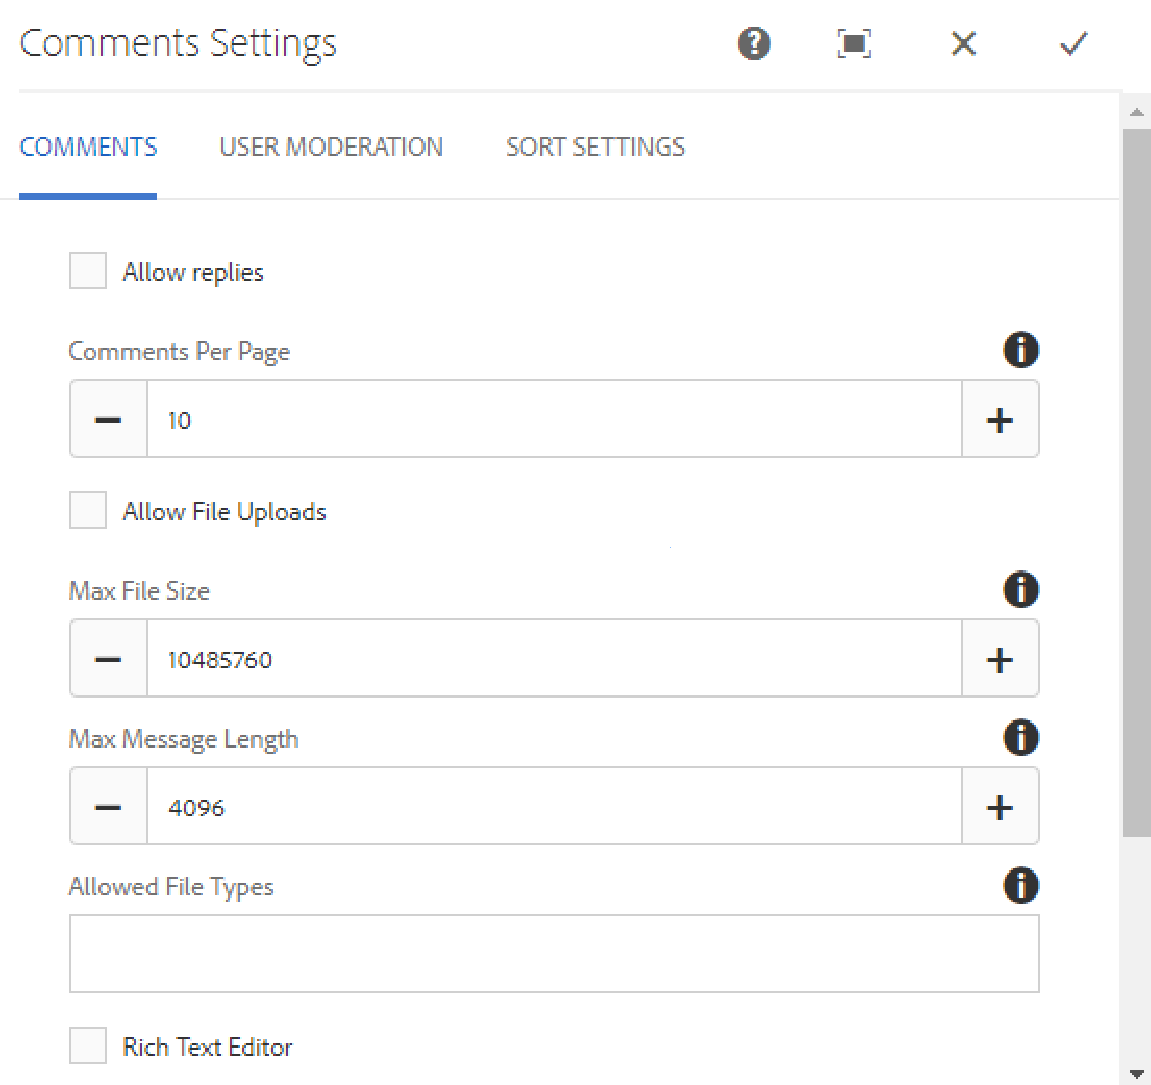 Comments Settings
COMMENTS USER MODERATION SORT SETTINGS
Allow replies
Comments Per Page
10
Allow File Uploads
Max File Size
10485760
Max Message Length
4096
Allowed File Types
Rich Text Editor